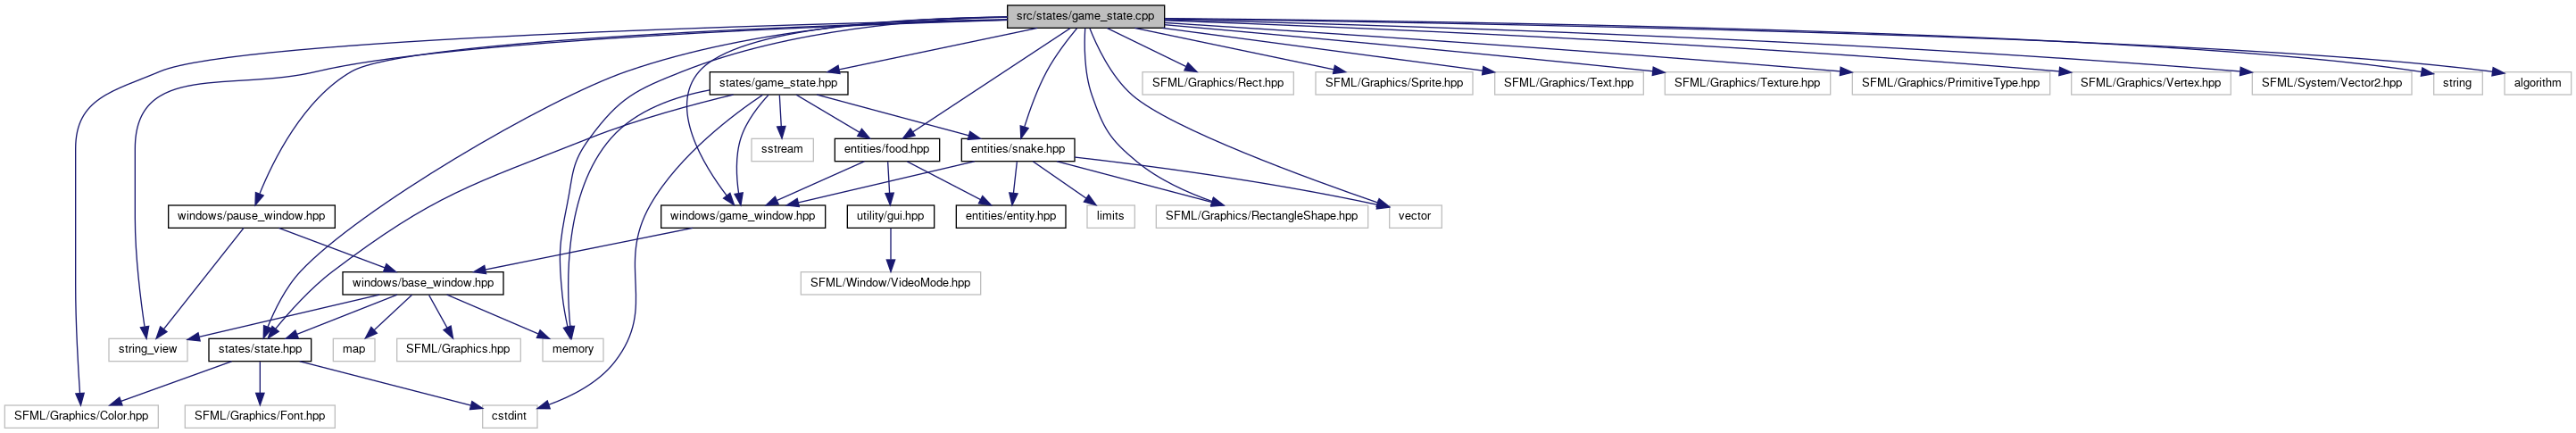 src/states/game_state.cpp
states/game_state.hpp
SFML/Graphics/Rect.hpp
SFML/Graphics/Sprite.hpp
SFML/Graphics/Text.hpp
SFML/Graphics/Texture.hpp
SFML/Graphics/PrimitiveType.hpp
SFML/Graphics/Vertex.hpp
SFML/System/Vector2.hpp
string
algorithm
sstream
entities/food.hpp
entities/snake.hpp
windows/pause_window.hpp
windows/game_window.hpp
utility/gui.hpp
entities/entity.hpp
limits
SFML/Graphics/RectangleShape.hpp
vector
windows/base_window.hpp
SFML/Window/VideoMode.hpp
string_view
states/state.hpp
map
SFML/Graphics.hpp
memory
SFML/Graphics/Color.hpp
SFML/Graphics/Font.hpp
cstdint